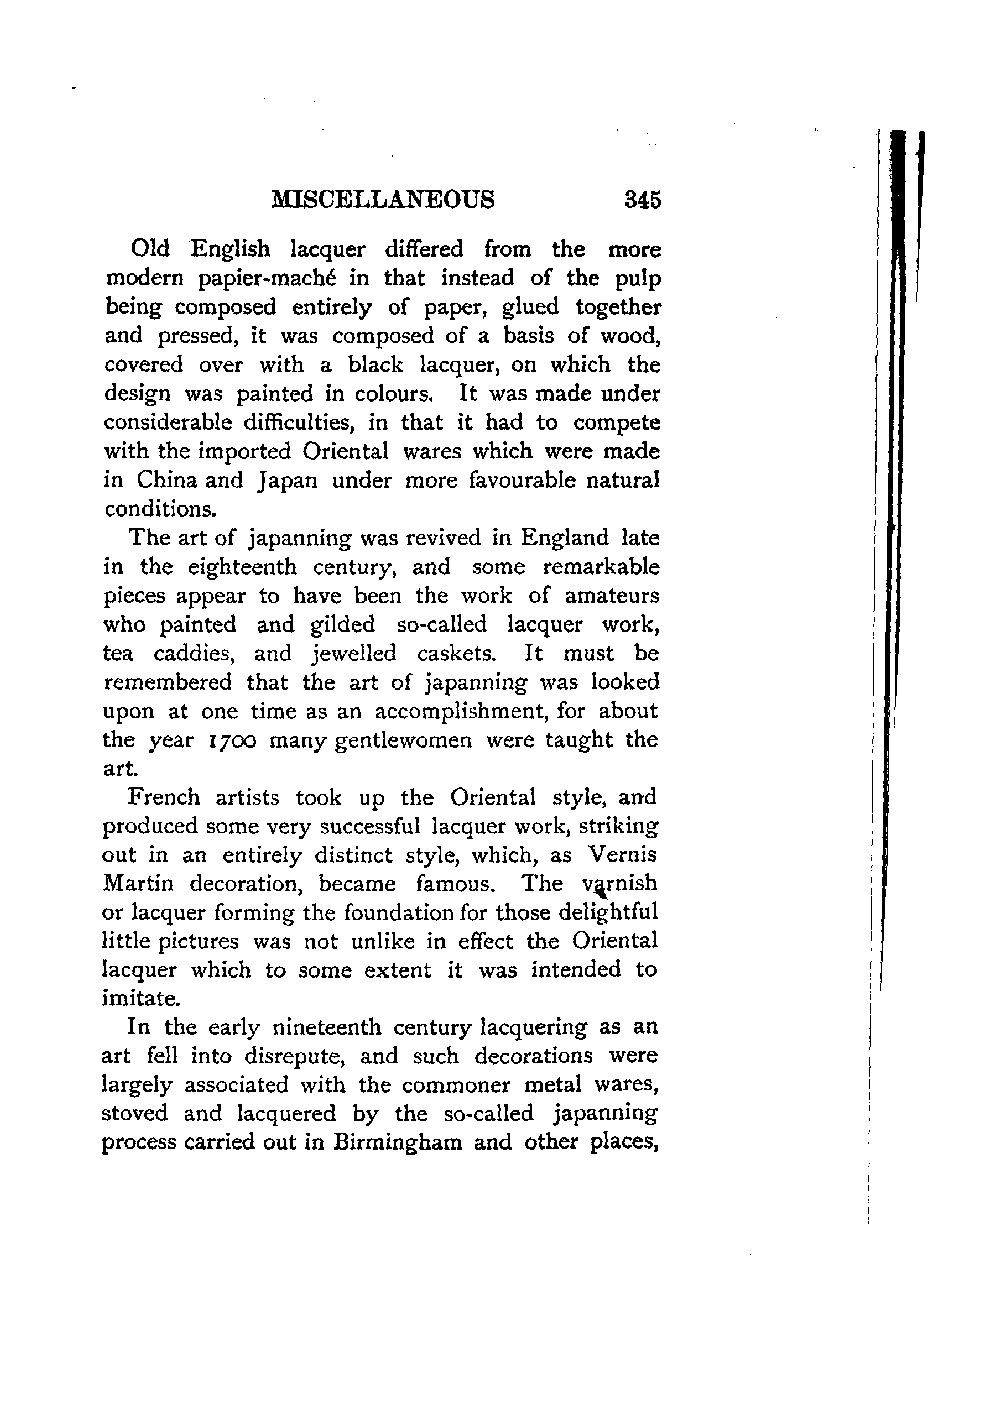 MISCELLANEOUS 345
Old English lacquer differed from the more
modern papier-maché in that instead of the pulp
being composed entirely of paper, glued together
and pressed, it was composed of a basis of wood,
covered over with a black lacquer, on which the
design was painted in colours. It was made under
considerable difficulties, in that it had to compete
with the imported Oriental wares which were made
in China and Japan under more favourable natural
conditions.
The art of japanning was revived in England late
in the eighteenth century, and some remarkable
pieces appear to have been the work of amateurs
who painted and gilded so-called lacquer work,
tea caddies, and jewelled caskets. It must be
remembered that the art of japanning was looked
upon at one time as an accomplishment, for about
the year 1700 many gentlewomen were taught the
art.
French artists took up the Oriental style, and
produced some very successful lacquer work, striking
out in an entirely distinct style, which, as Vernis
Martin decoration, became famous. The varnish
or lacquer forming the foundation for those delightful
little pictures was not unlike in effect the Oriental
lacquer which to some extent it was intended to
imitate.
In the early nineteenth century lacquering as an
art fell into disrepute, and such decorations were
largely associated with the commoner metal wares,
stoved and lacquered by the so-called japanning
process carried out in Birmingham and other places,